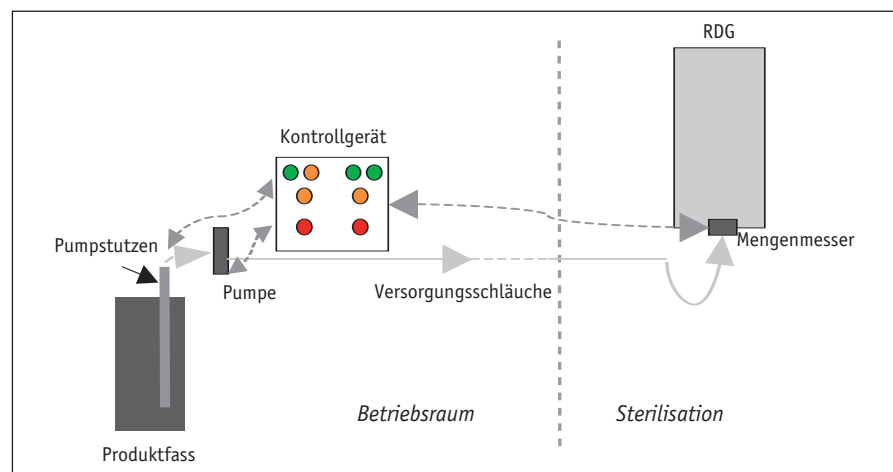 RDG
Kontrollgerät
Pumpstutzen
Mengenmesser
Pumpe
Versorgungsschläuche
Betriebsraum
Sterilisation
Produktfass